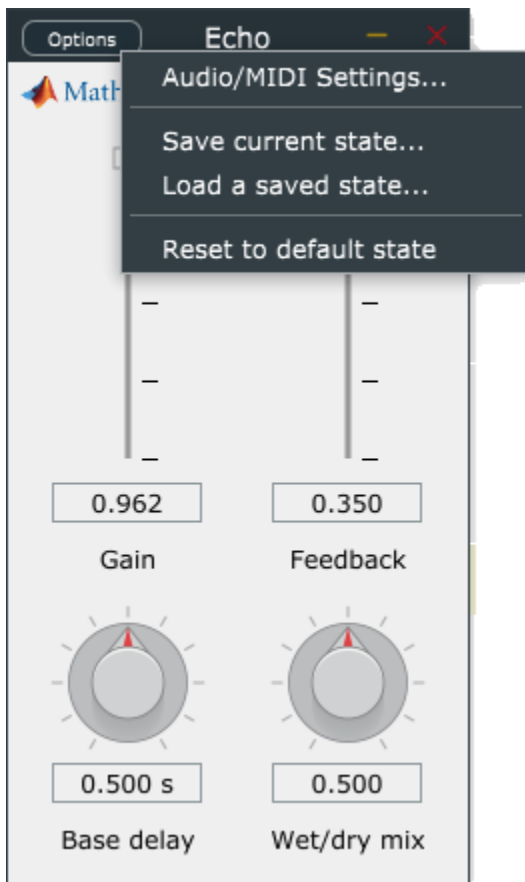 Options Echo
Math
Audio/MIDI Settings...
Save current state...
Load a saved state...
Reset to default state
0.962 0.350
Gain Feedback
0.500 s 0.500
Base delay Wet/dry mix